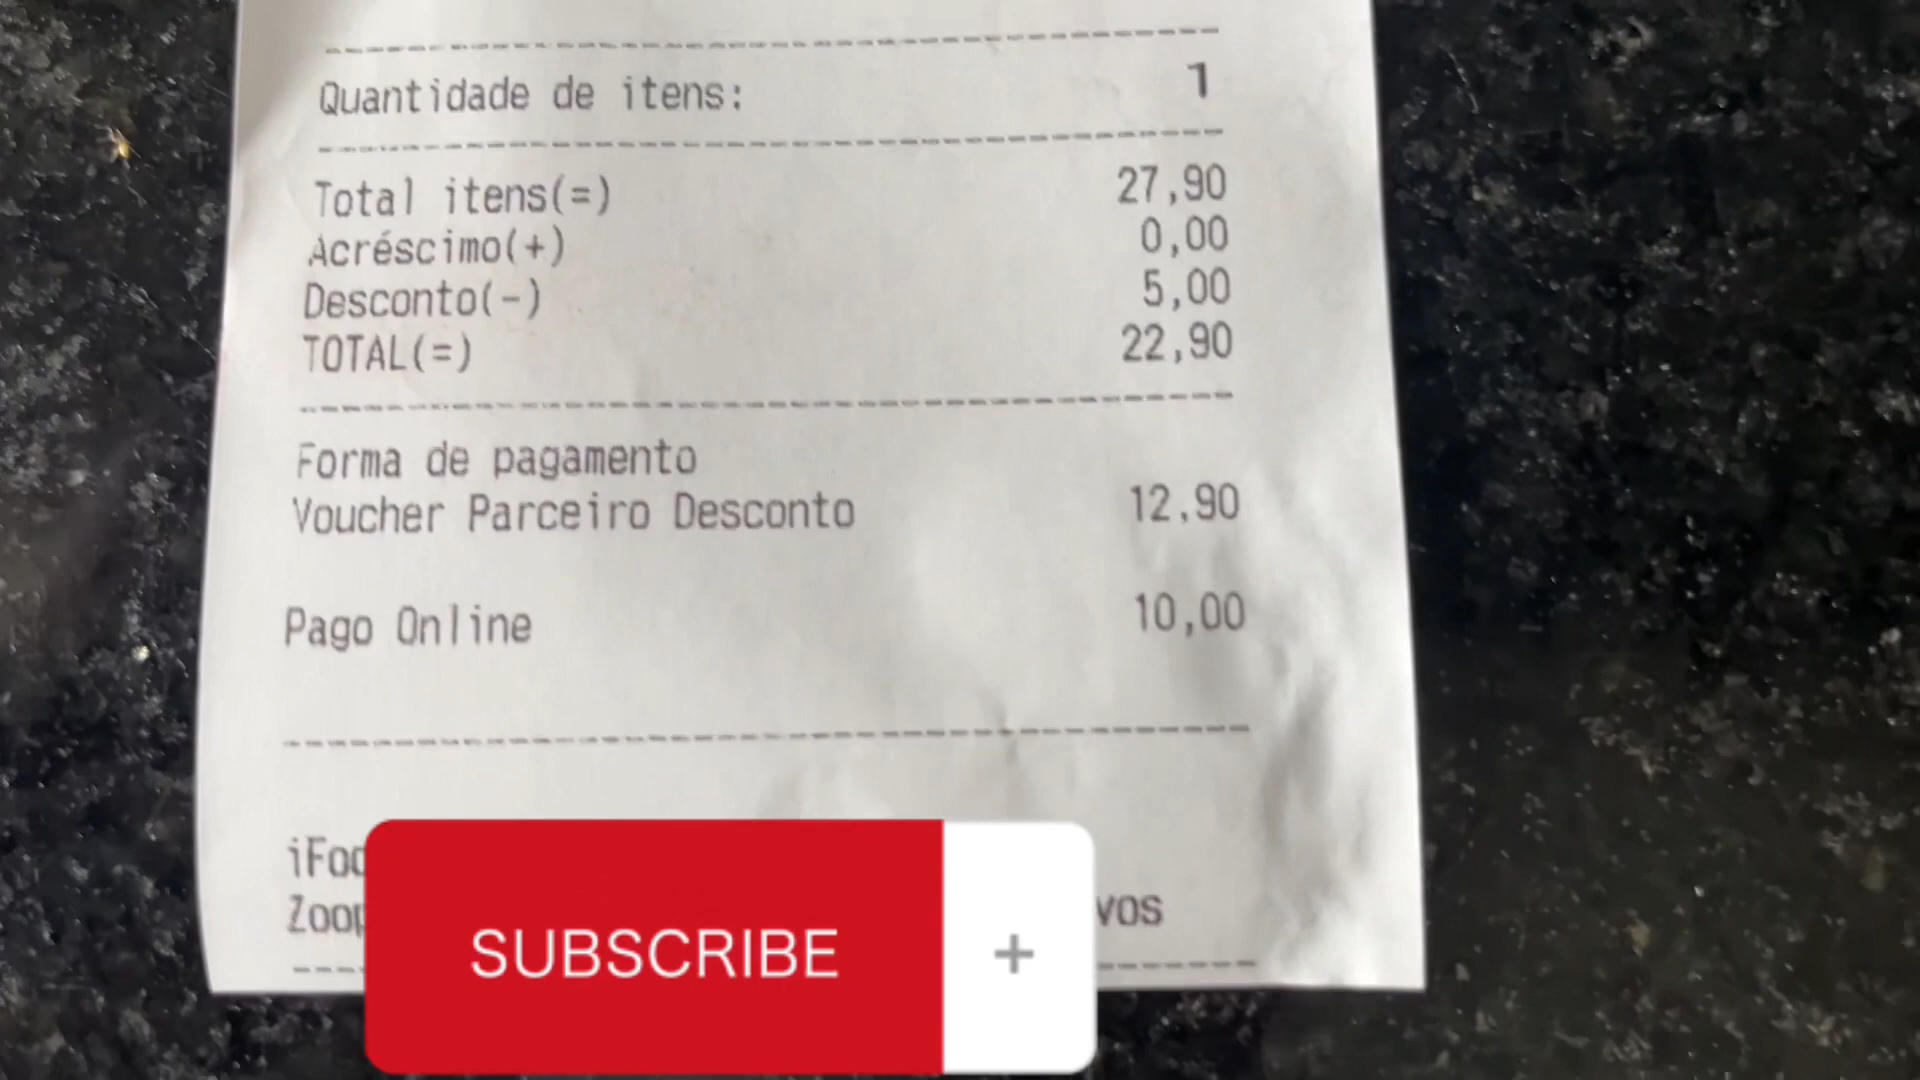 Quantidade de itens: 1
Total itens(=) 27,90
Acréscimo(+) 0,00
Desconto(-) 5,00
TOTAL(=) 22,90
Forma de pagamento
Voucher Parceiro Desconto 12,90
Pago Online 10,00
SUBSCRIBE +